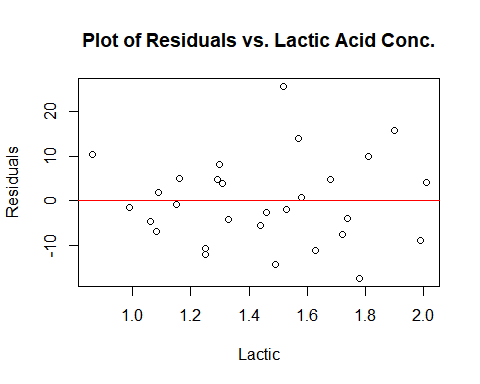 Plot of Residuals vs. Lactic Acid Conc.
20
10
0
-10
Residuals
1.0 1.2 1.4 1.6 1.8 2.0
Lactic